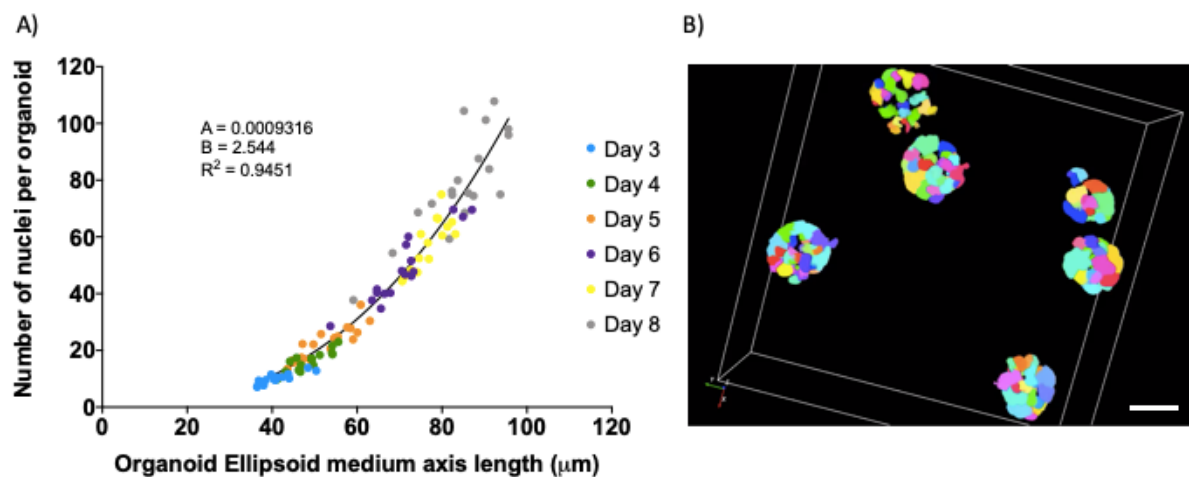 A)
B)
Number of nuclei per organoid
120
100
80
60
40
20
0
A = 0.0009316
B = 2.544
R² = 0.9451
Day 3
Day 4
Day 5
Day 6
Day 7
Day 8
0 20 40 60 80 100 120
Organoid Ellipsoid medium axis length (μm)